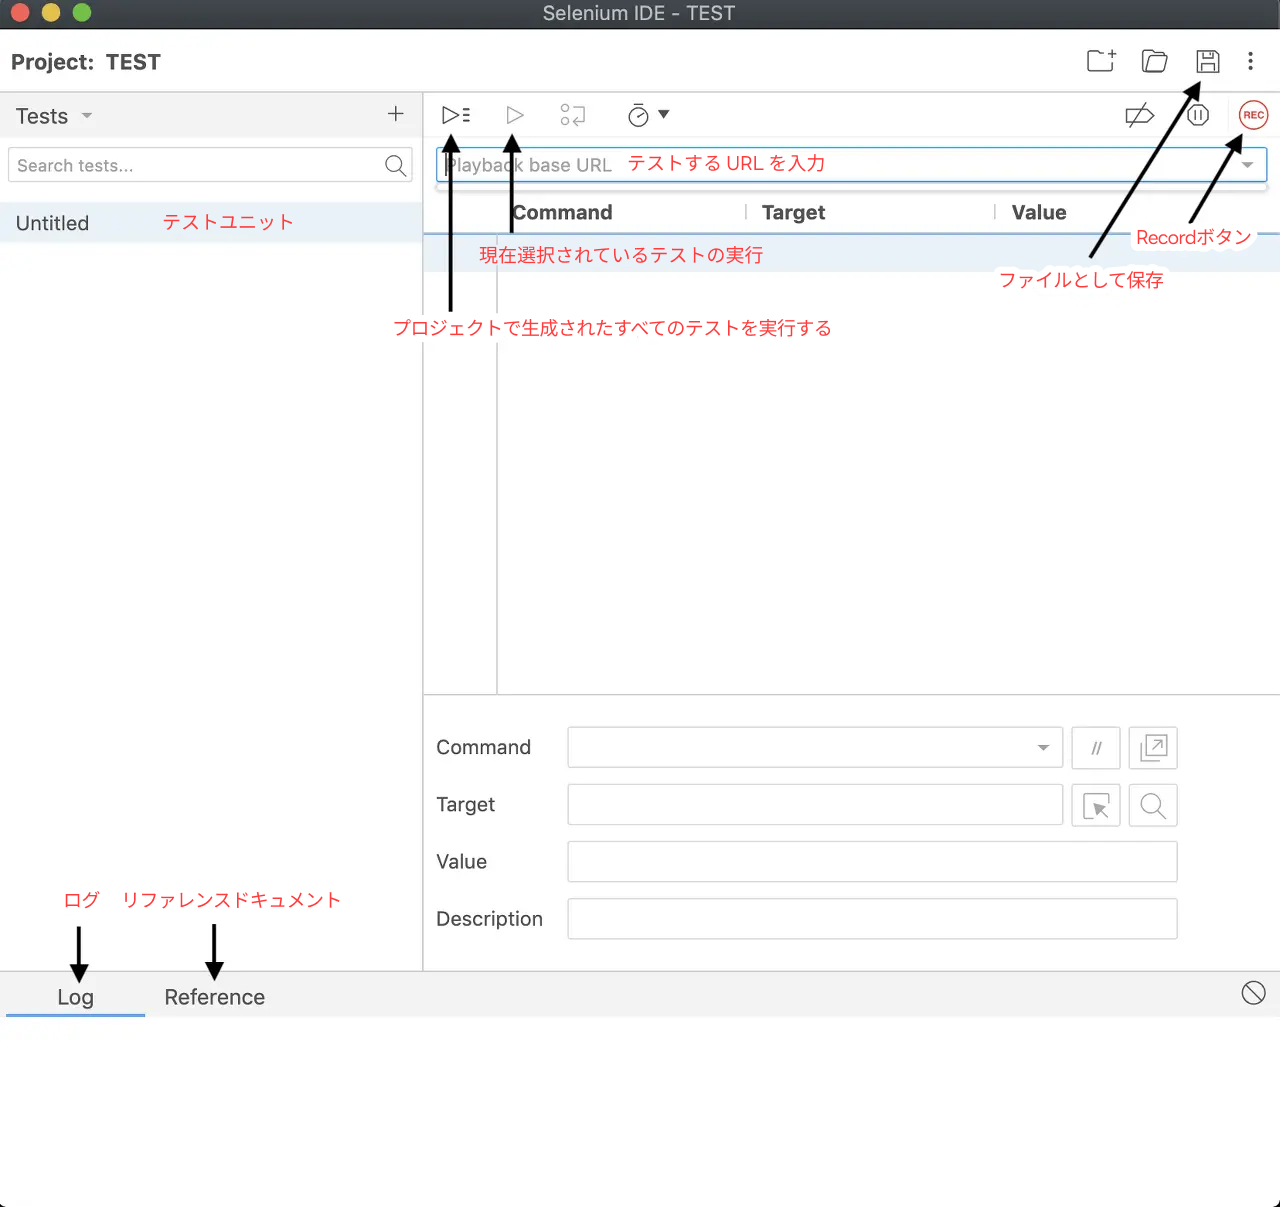 Selenium IDE - TEST
Project: TEST
Tests
REC
Search tests...
Playback base URL テストする URL を入力
Command Target Value
Untitled テストユニット
Recordボタン
現在選択されているテストの実行
ファイルとして保存
プロジェクトで生成されたすべてのテストを実行する
Command
//
Target
Value
Description
ログ リファレンスドキュメント
Log Reference